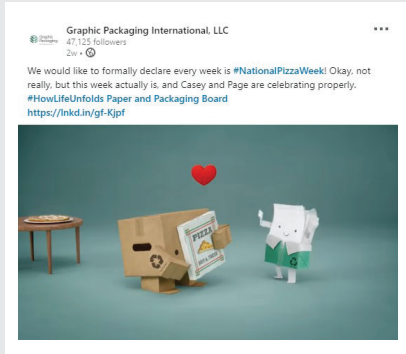 Graphic Packaging International, LLC
Graphic
Packaging
47,125 followers
2w •
We would like to formally declare every week is #NationalPizzaWeek! Okay, not
really, but this week actually is, and Casey and Page are celebrating properly.
#HowLifeUnfolds Paper and Packaging Board
https://lnkd.in/gf-Kjpf
PIZZA